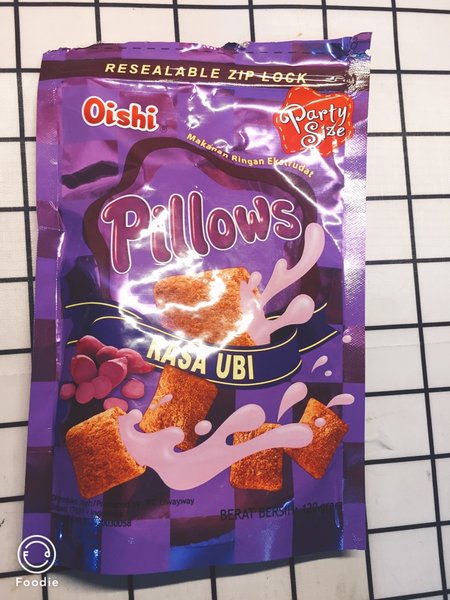 RESEALABLE ZIP LOCK
Oishi
Party
Size
Makanan Ringan Ekstrudat
Pillows
RASA UBI
BERAT BERSIH
Foodie